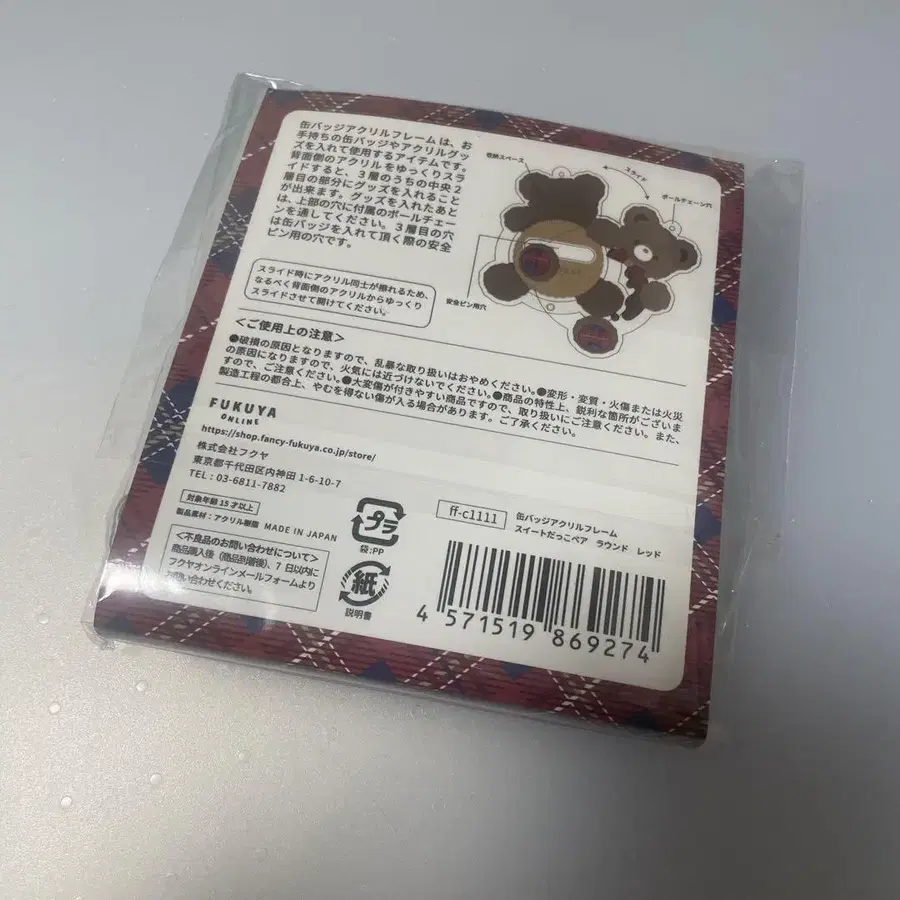 缶バッジアクリルフレームは、お
手持ちの缶バッジやアクリルグッ
ズを入れて使用するアイテムです。
背面側のアクリルをゆっくりスラ
イドすると、3層のうちの中央2
層目の部分にグッズを入れること
が出来ます。グッズを入れたあと
は、上部の穴に付属のボールチェー
ンを通してください。3層目の穴
は缶バッジを入れて頂く際の安全
ピン用の穴です。
収納スペース
スライド
ボールチェーン穴
安全ピン用穴
スライド時にアクリル同士が擦れるため、
なるべく背面側のアクリルからゆっくり
スライドさせて開けてください。
<ご使用上の注意>
●破損の原因となりますので、乱暴な取り扱いはおやめください。●変形・変質・火傷または火災
の原因になりますので、火気には近づけないでください。●商品の特性上、鋭利な箇所がございま
すので、ご注意ください。●大変傷が付きやすい商品ですので、取り扱いにご注意ください。また、
製造工程の都合上、やむを得ない傷が入る場合があります。ご了承ください。
FUKUYA
ONLINE
https://shop.fancy-fukuya.co.jp/store/
株式会社フクヤ
東京都千代田区内神田1-6-10-7
TEL : 03-6811-7882
対象年齢15才以上
製品素材:アクリル樹脂 MADE IN JAPAN
<不良品のお問い合わせについて>
商品購入後(商品到着後)、7日以内に
フクヤオンラインメールフォームより
お問い合わせください。
プラ
袋:PP
紙
説明書
ff-c1111
缶バッジアクリルフレーム
スイートだっこベア ラウンド レッド
4 571519 869274